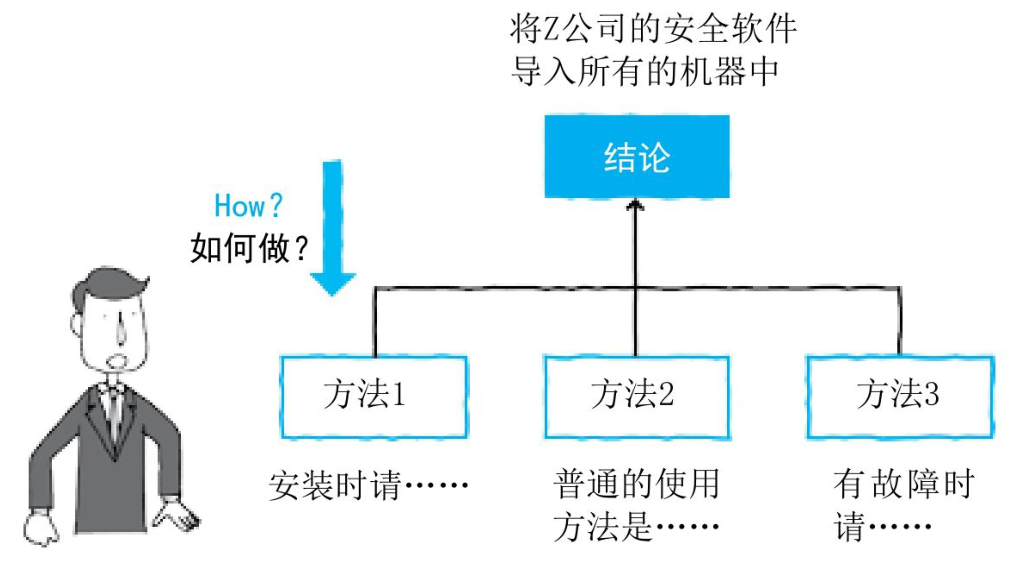 将Z公司的安全软件
导入所有的机器中
结论
How?
如何做?
方法1
方法2
方法3
安装时请……
普通的使用
方法是……
有故障时
请……